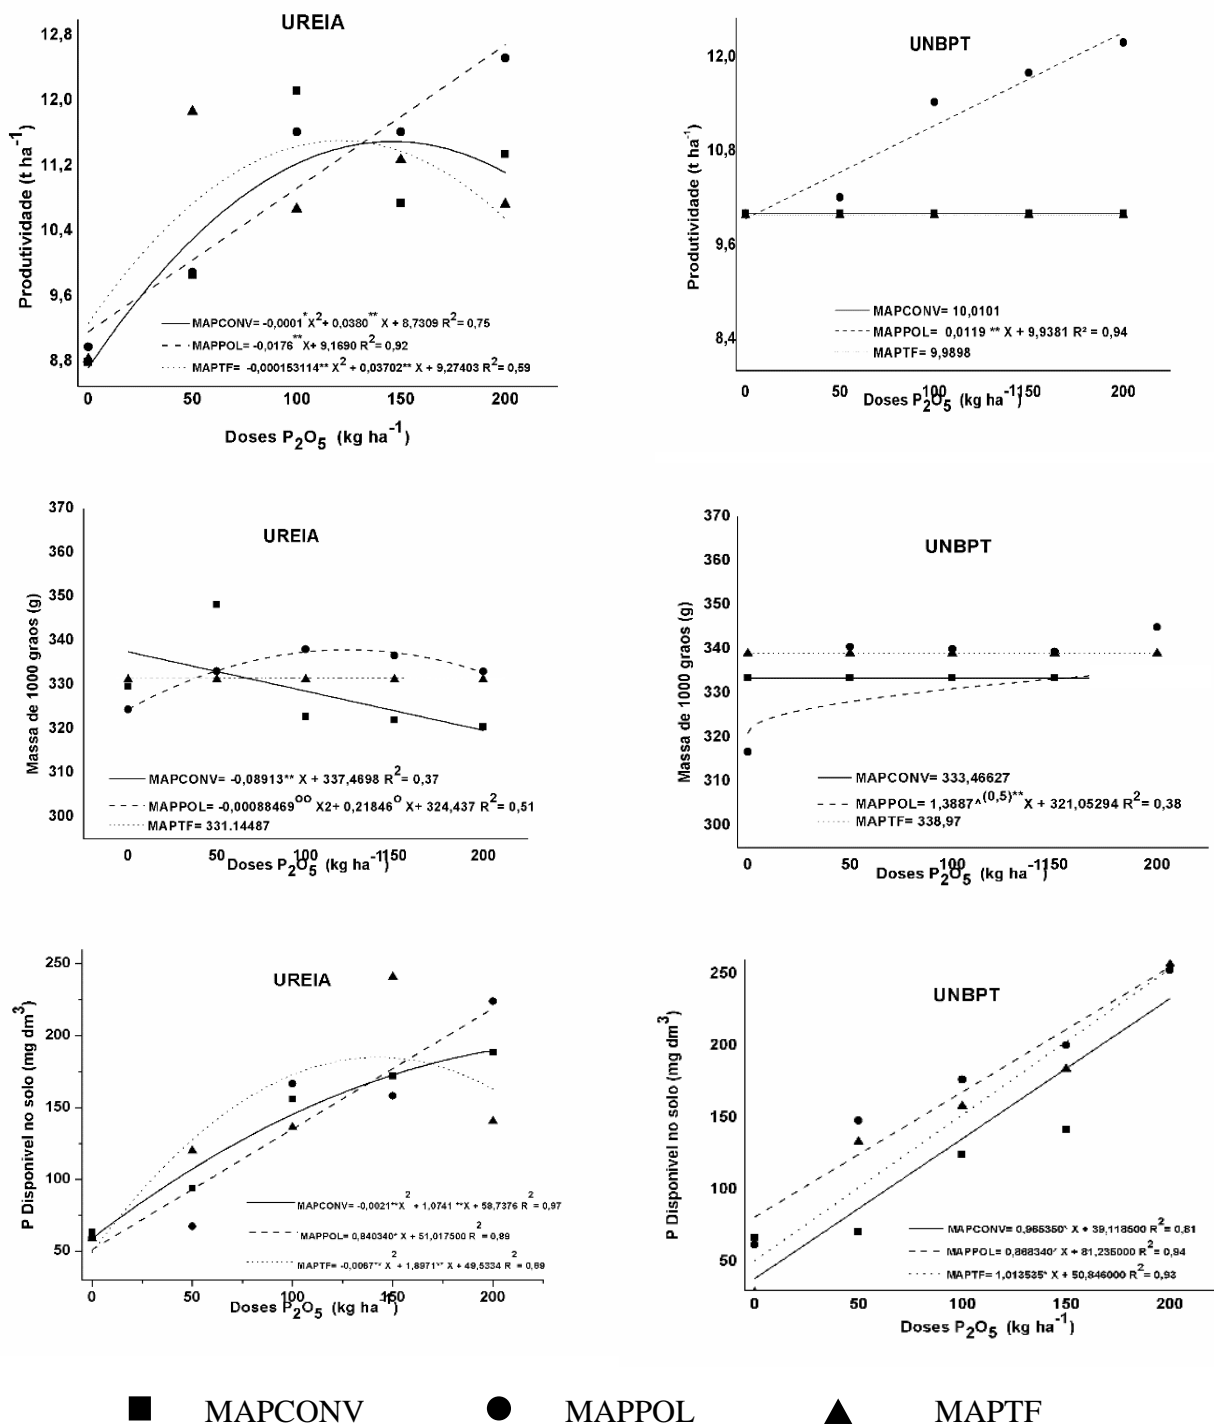 UREIA
12,8
12,0
11,2
10,4
9,6
8,8
Produtividade (t ha-1)
MAPCONV= -0,0001*X2+ 0,0380** X + 8,7309 R2= 0,75
MAPPOL= -0,0176** X+ 9,1690 R2= 0,92
MAPTF= -0,000153114** X2 + 0,03702** X + 9,27403 R2= 0,59
0 50 100 150 200
Doses P2O5 (kg ha-1)
UNBPT
12,0
10,8
9,6
8,4
Produtividade (t ha-1)
MAPCONV= 10,0101
MAPPOL= 0,0119 ** X + 9,9381 R² = 0,94
MAPTF= 9,9898
0 50 100 150 200
Doses P2O5 (kg ha-1)
UREIA
370
360
350
340
330
320
310
300
Massa de 1000 graos (g)
MAPCONV= -0,08913** X + 337,4698 R2= 0,37
MAPPOL= -0,00088469OO X2+ 0,21846O X+ 324,437 R2= 0,51
MAPTF= 331.14487
0 50 100 150 200
Doses P2O5 (kg ha-1)
UNBPT
370
360
350
340
330
320
310
300
Massa de 1000 graos (g)
MAPCONV= 333,46627
MAPPOL= 1,3887^(0,5)**X + 321,05294 R2= 0,38
MAPTF= 338,97
0 50 100 150 200
Doses P2O5 (kg ha-1)
UREIA
250
200
150
100
50
P Disponivel no solo (mg dm3)
MAPCONV= -0,0021**X2 + 1,0741 **X + 58,7376 R2= 0,97
MAPPOL= 0,840340* X + 51,017500 R2= 0,89
MAPTF= -0,0067** X2 + 1,8971** X + 49,5334 R2= 0,89
0 50 100 150 200
Doses P2O5 (kg ha-1)
UNBPT
250
200
150
100
50
P Disponivel no solo (mg dm3)
MAPCONV= 0,965350* X + 39,118500 R2= 0,81
MAPPOL= 0,868340* X + 81,235000 R2= 0,94
MAPTF= 1,013535* X + 50,846000 R2= 0,93
0 50 100 150 200
Doses P2O5 (kg ha-1)
MAPCONV MAPPOL MAPTF